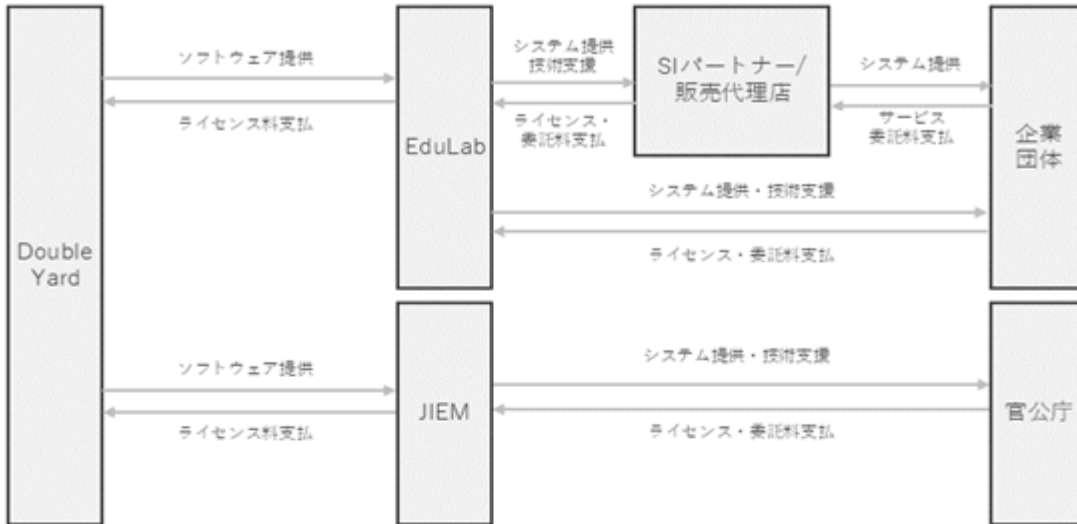 Double
Yard
ソフトウェア提供
ライセンス料支払
EduLab
システム提供
技術支援
ライセンス・
委託料支払
SIパートナー/
販売代理店
システム提供
サービス
委託料支払
企業
団体
システム提供・技術支援
ライセンス・委託料支払
ソフトウェア提供
ライセンス料支払
JIEM
システム提供・技術支援
ライセンス・委託料支払
官公庁